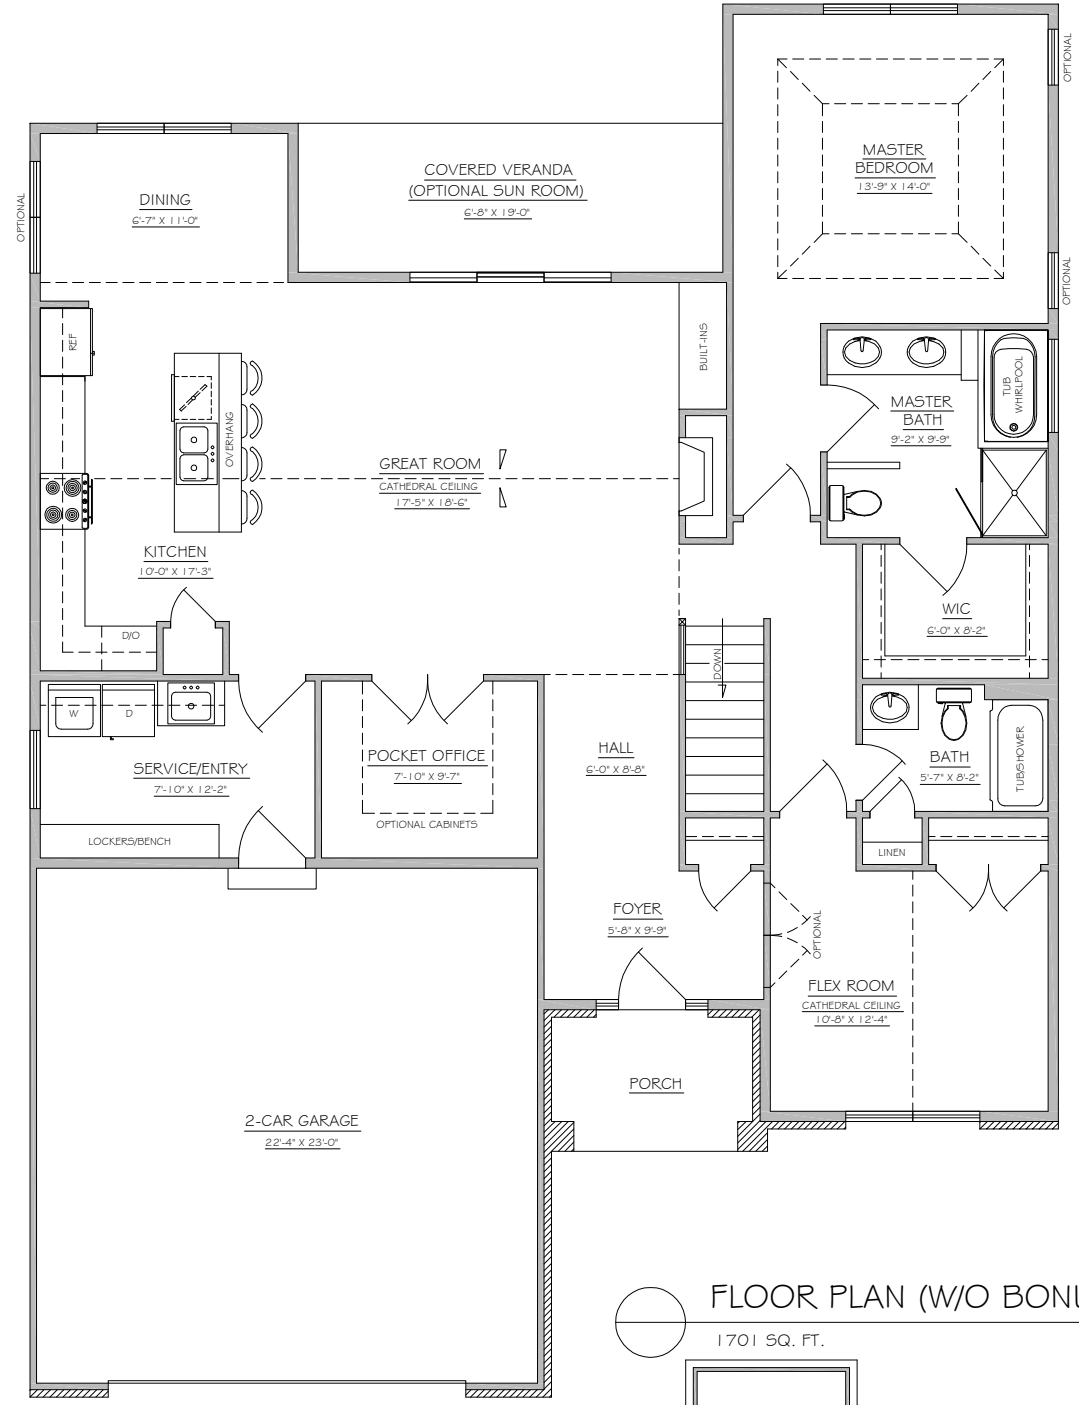 OPTIONAL
MASTER
BEDROOM
13'-9" X 14'-0"
COVERED VERANDA
(OPTIONAL SUN ROOM)
6'-8" X 19'-0"
DINING
6'-7" X 11'-0"
OPTIONAL
OPTIONAL
REF
OVERHANG
BUILT-INS
TUB
WHIRLPOOL
MASTER
BATH
9'-2" X 9'-9"
GREAT ROOM
CATHEDRAL CEILING
17'-5" X 18'-6"
KITCHEN
10'-0" X 17'-3"
D/O
WIC
6'-0" X 8'-2"
DOWN
W
D
SERVICE/ENTRY
7'-10" X 12'-2"
LOCKERS/BENCH
POCKET OFFICE
7'-10" X 9'-7"
OPTIONAL CABINETS
HALL
6'-0" X 8'-8"
BATH
5'-7" X 8'-2"
TUB/SHOWER
LINEN
FOYER
5'-8" X 9'-9"
OPTIONAL
FLEX ROOM
CATHEDRAL CEILING
10'-8" X 12'-4"
PORCH
2-CAR GARAGE
22'-4" X 23'-0"
FLOOR PLAN (W/O BONU
1701 SQ. FT.